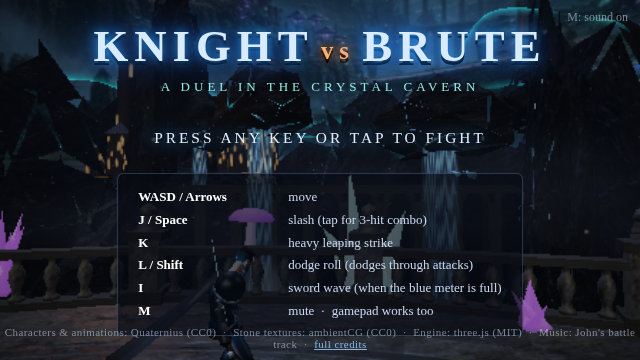 M: sound on
KNIGHT vs BRUTE
A DUEL IN THE CRYSTAL CAVERN
PRESS ANY KEY OR TAP TO FIGHT
WASD / Arrows move
J / Space slash (tap for 3-hit combo)
K heavy leaping strike
L / Shift dodge roll (dodges through attacks)
I sword wave (when the blue meter is full)
M mute · gamepad works too
Characters & animations: Quaternius (CC0) · Stone textures: ambientCG (CC0) · Engine: three.js (MIT) · Music: John's battle
track · full credits